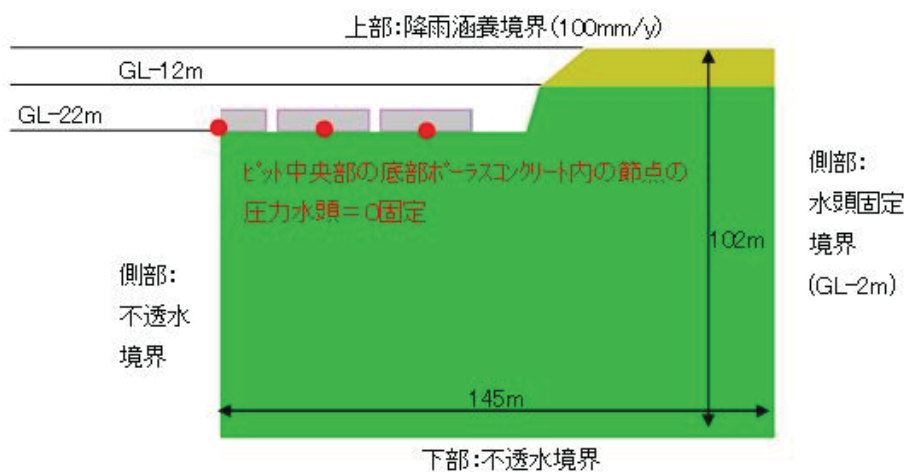 上部:降雨涵養境界(100mm/y)
GL-12m
GL-22m
ピット中央部の底部ポーラスコンクリート内の節点の
圧力水頭=0固定
側部:
水頭固定
境界
(GL-2m)
102m
側部:
不透水
境界
145m
下部:不透水境界